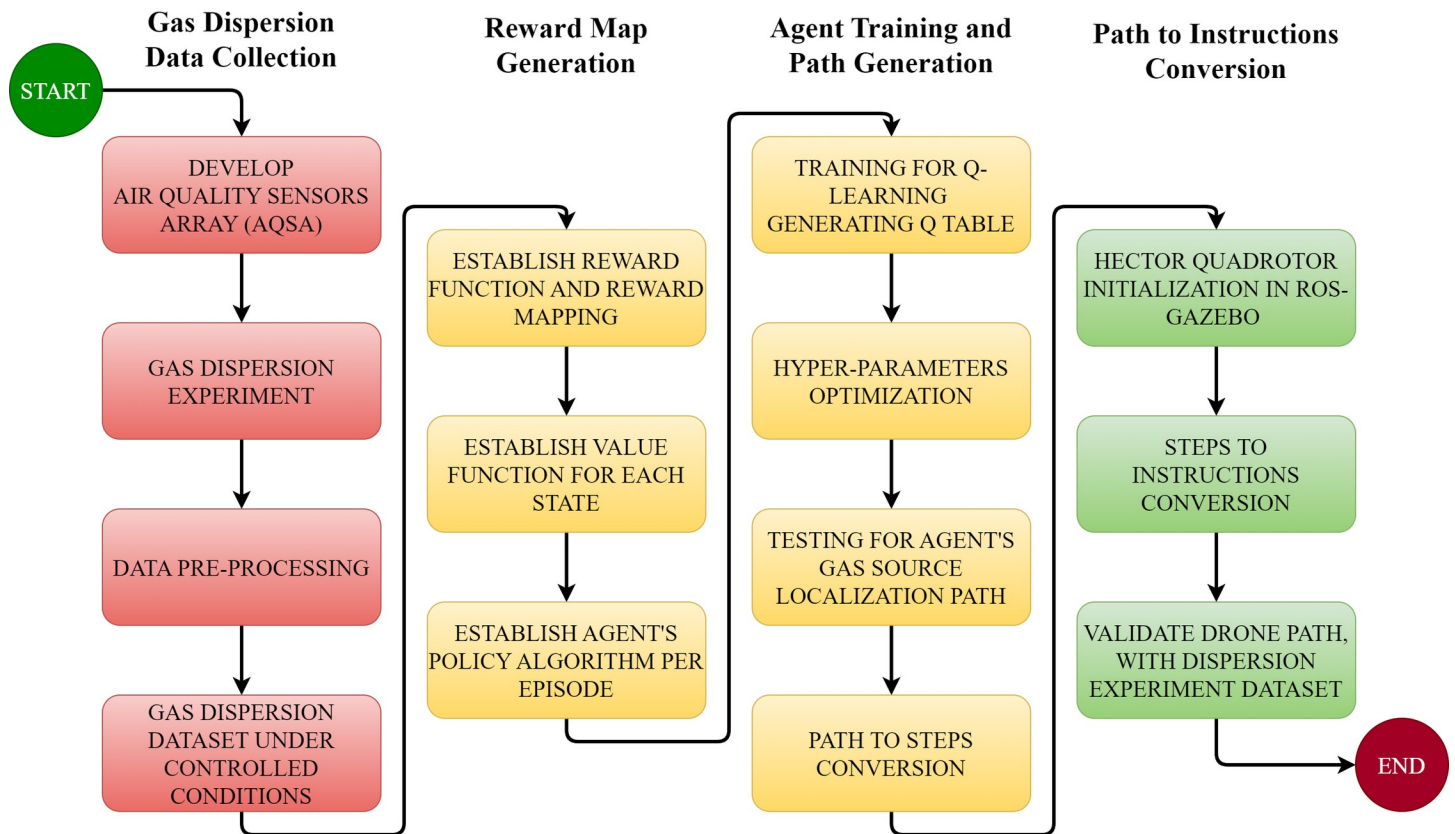 Gas Dispersion
Data Collection
Reward Map
Generation
Agent Training and
Path Generation
Path to Instructions
Conversion
START
DEVELOP
AIR QUALITY SENSORS
ARRAY (AQSA)
GAS DISPERSION
EXPERIMENT
DATA PRE-PROCESSING
GAS DISPERSION
DATASET UNDER
CONTROLLED
CONDITIONS
ESTABLISH REWARD
FUNCTION AND REWARD
MAPPING
ESTABLISH VALUE
FUNCTION FOR EACH
STATE
ESTABLISH AGENT'S
POLICY ALGORITHM PER
EPISODE
TRAINING FOR Q-
LEARNING
GENERATING Q TABLE
HYPER-PARAMETERS
OPTIMIZATION
TESTING FOR AGENT'S
GAS SOURCE
LOCALIZATION PATH
PATH TO STEPS
CONVERSION
HECTOR QUADROTOR
INITIALIZATION IN ROS-
GAZEBO
STEPS TO
INSTRUCTIONS
CONVERSION
VALIDATE DRONE PATH,
WITH DISPERSION
EXPERIMENT DATASET
END